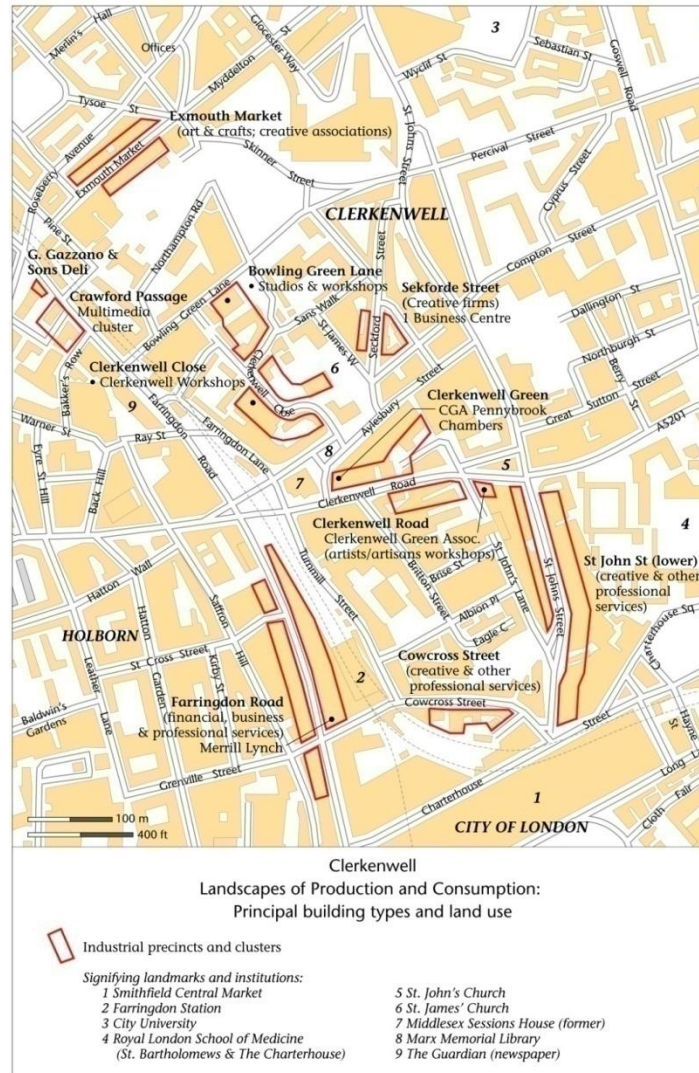 Merlin's
Hall
Offices
Myddelton
St
Glocester Way
3
Sebastian St
Goswell Road
Wyclif St
Tysoe St
Exmouth Market
(art & crafts; creative associations)
St Johns Street
Percival Street
Roseberry Avenue
Exmouth Market
Skinner Street
Cyprus Street
Pine St
Northampton Rd
CLERKENWELL
G. Gazzano &
Sons Deli
Bowling Green Lane
Studios & workshops
Street
Compton Street
Crawford Passage
Multimedia
cluster
Bowling Green Lane
Sans Walk
Sekforde Street
(Creative firms)
1 Business Centre
Dallington St
St James W
Seckford
Northburgh St
Clerkenwell Close
6
Clerkenwell Close
Clerkenwell Workshops
Bakker's Row
Berry Street
Clerkenwell Green
CGA Pennybrook
Chambers
Aylesbury Street
Great Sutton Street
A5201
9
Warner St
Ray St
Farringdon Road
Farringdon Lane
8
Eyre St Hill
Back Hill
7
5
Clerkenwell Road
4
Clerkenwell Road
Clerkenwell Green Assoc.
(artists/artisans workshops)
St John St (lower)
(creative & other
professional
services)
Turnmill Street
Britton Street
Brise St
St John's Lane
St Johns Street
Hatton Wall
Saffron Hill
Albion Pl
Eagle C
Charterhouse Sq
HOLBORN
Hatton Garden
St Cross Street
Kirby St
Leather Lane
2
Cowcross Street
(creative & other
professional services)
Baldwin's
Gardens
Farringdon Road
(financial, business
& professional services)
Merrill Lynch
Cowcross Street
Hayne St
Grenville Street
Charterhouse Street
1
Long L
Cloth Fair
100 m
400 ft
CITY OF LONDON
Clerkenwell
Landscapes of Production and Consumption:
Principal building types and land use
Industrial precincts and clusters
Signifying landmarks and institutions:
1 Smithfield Central Market
2 Farringdon Station
3 City University
4 Royal London School of Medicine
(St. Bartholomews & The Charterhouse)
5 St. John's Church
6 St. James' Church
7 Middlesex Sessions House (former)
8 Marx Memorial Library
9 The Guardian (newspaper)